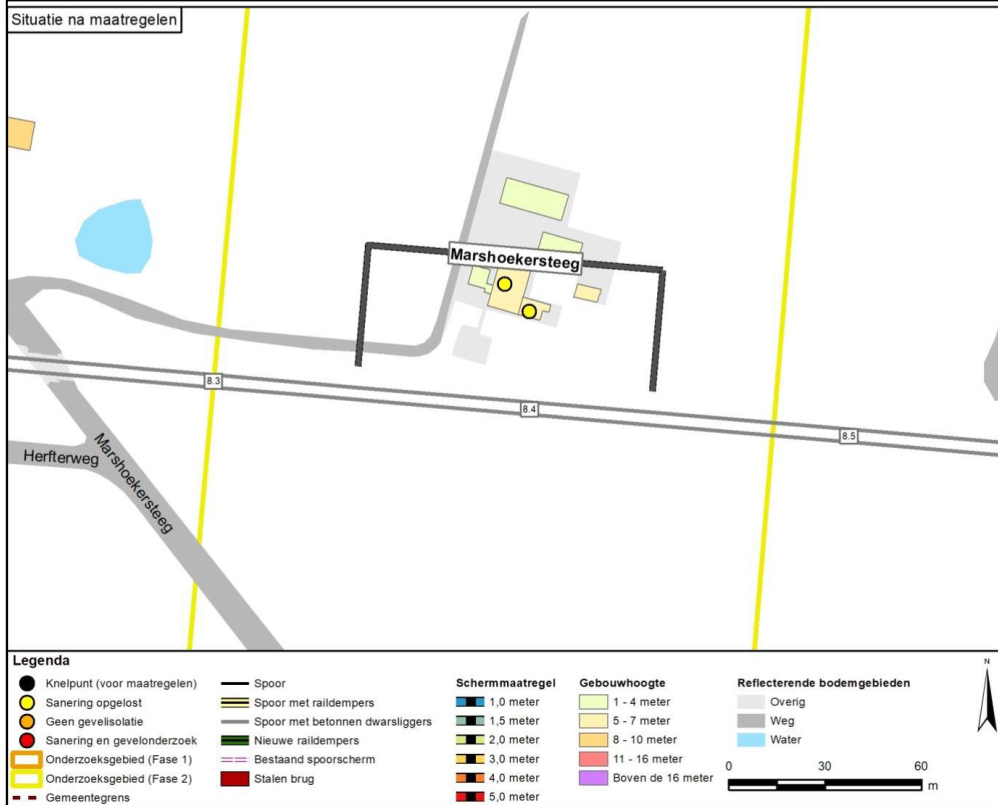 Situatie na maatregelen
Marshoekersteeg
8.3
8.4
8.5
Herfterweg
Marshoekersteeg
Legenda
Knelpunt (voor maatregelen)
Sanering opgelost
Geen gevelisolatie
Sanering en gevelonderzoek
Onderzoeksgebied (Fase 1)
Onderzoeksgebied (Fase 2)
Gemeentegrens
Spoor
Spoor met raildempers
Spoor met betonnen dwarsliggers
Nieuwe raildempers
Bestaand spoorscherm
Stalen brug
Schermmaatregel
1,0 meter
1,5 meter
2,0 meter
3,0 meter
4,0 meter
5,0 meter
Gebouwhoogte
1 - 4 meter
5 - 7 meter
8 - 10 meter
11 - 16 meter
Boven de 16 meter
Reflecterende bodemgebieden
Overig
Weg
Water
0 30 60
m
N